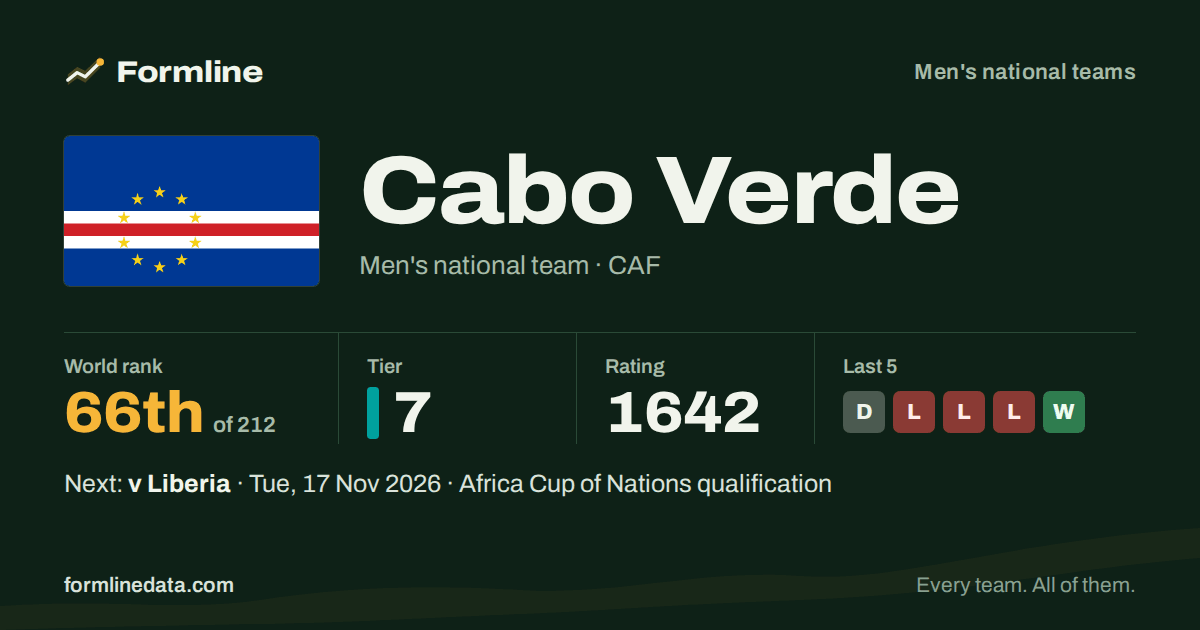 Formline
Men's national teams
Cabo Verde
Men's national team · CAF
World rank
66th of 212
Tier
7
Rating
1642
Last 5
D L L L W
Next: v Liberia · Tue, 17 Nov 2026 · Africa Cup of Nations qualification
formlinedata.com
Every team. All of them.